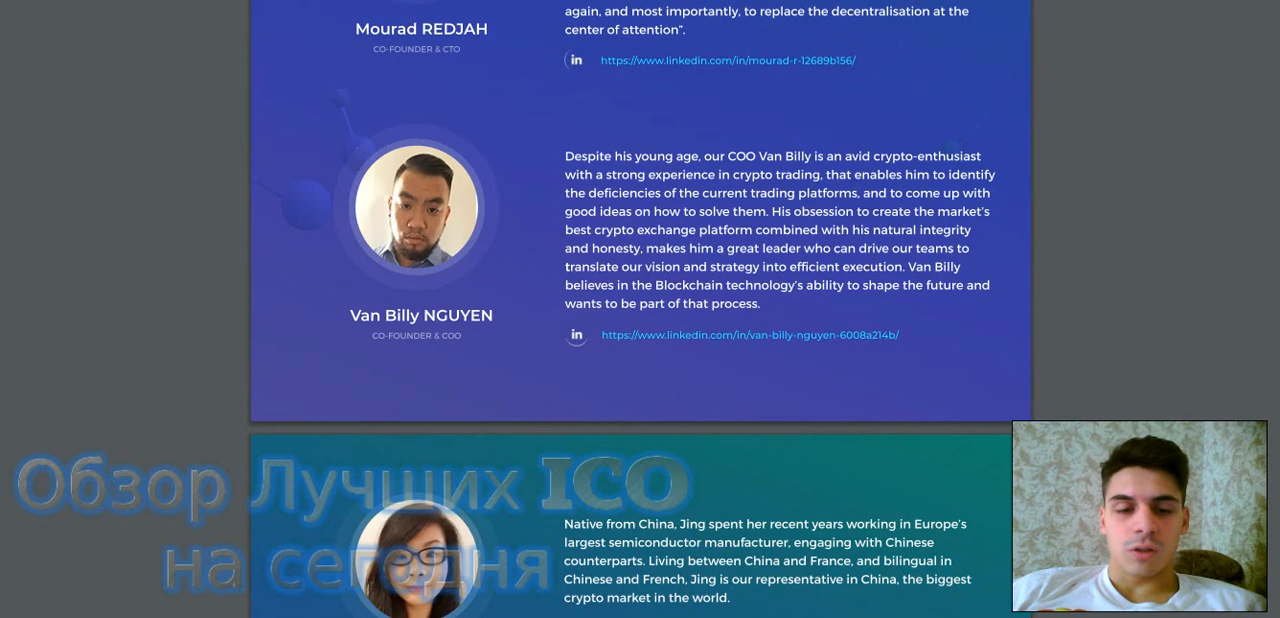 again, and most importantly, to replace the decentralisation at the
center of attention".
Mourad REDJAH
CO-FOUNDER & CTO
in https://www.linkedin.com/in/mourad-r-12689b156/
Despite his young age, our COO Van Billy is an avid crypto-enthusiast
with a strong experience in crypto trading, that enables him to identify
the deficiencies of the current trading platforms, and to come up with
good ideas on how to solve them. His obsession to create the market's
best crypto exchange platform combined with his natural integrity
and honesty, makes him a great leader who can drive our teams to
translate our vision and strategy into efficient execution. Van Billy
believes in the Blockchain technology's ability to shape the future and
wants to be part of that process.
Van Billy NGUYEN
CO-FOUNDER & COO
in https://www.linkedin.com/in/van-billy-nguyen-6008a214b/
Обзор Лучших ICO
на сегодня
Native from China, Jing spent her recent years working in Europe's
largest semiconductor manufacturer, engaging with Chinese
counterparts. Living between China and France, and bilingual in
Chinese and French, Jing is our representative in China, the biggest
crypto market in the world.